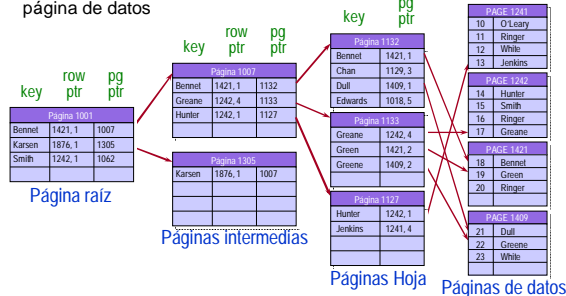 página de datos
key row ptr pg ptr
Página 1001
Bennet 1421, 1 1007
Karsen 1876, 1 1305
Smith 1242, 1 1062
Página raíz
key row ptr pg ptr
Página 1007
Bennet 1421, 1 1132
Greane 1242, 4 1133
Hunter 1242, 1 1127
Página 1305
Karsen 1876, 1 1007
Páginas intermedias
key pg ptr
Página 1132
Bennet 1421, 1
Chan 1129, 3
Dull 1409, 1
Edwards 1018, 5
Página 1133
Greane 1242, 4
Green 1421, 2
Greene 1409, 2
Página 1127
Hunter 1242, 1
Jenkins 1241, 4
Páginas Hoja
PAGE 1241
10 O'Leary
11 Ringer
12 White
13 Jenkins
PAGE 1242
14 Hunter
15 Smith
16 Ringer
17 Greane
PAGE 1421
18 Bennet
19 Green
20 Ringer
PAGE 1409
21 Dull
22 Greene
23 White
Páginas de datos